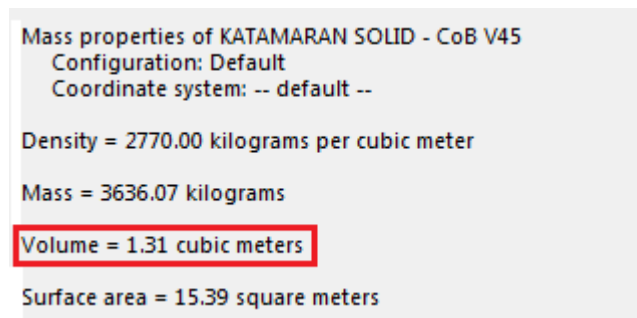 Mass properties of KATAMARAN SOLID - CoB V45
Configuration: Default
Coordinate system: -- default --
Density = 2770.00 kilograms per cubic meter
Mass = 3636.07 kilograms
Volume = 1.31 cubic meters
Surface area = 15.39 square meters